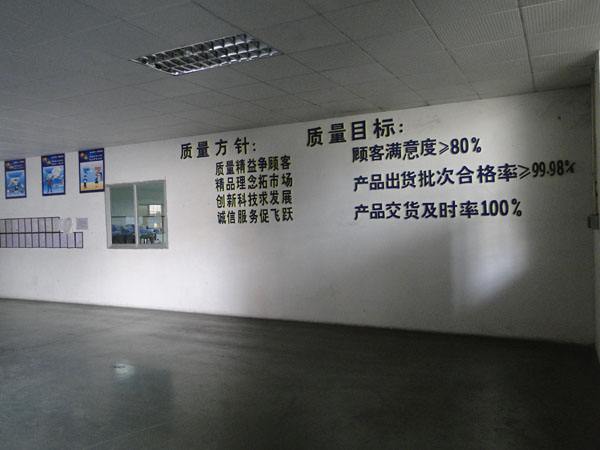 质量方针:
质量精益争顾客
精品理念拓市场
创新科技求发展
诚信服务促飞跃
质量目标:
顾客满意度≥80%
产品出货批次合格率≥99.98%
产品交货及时率100%